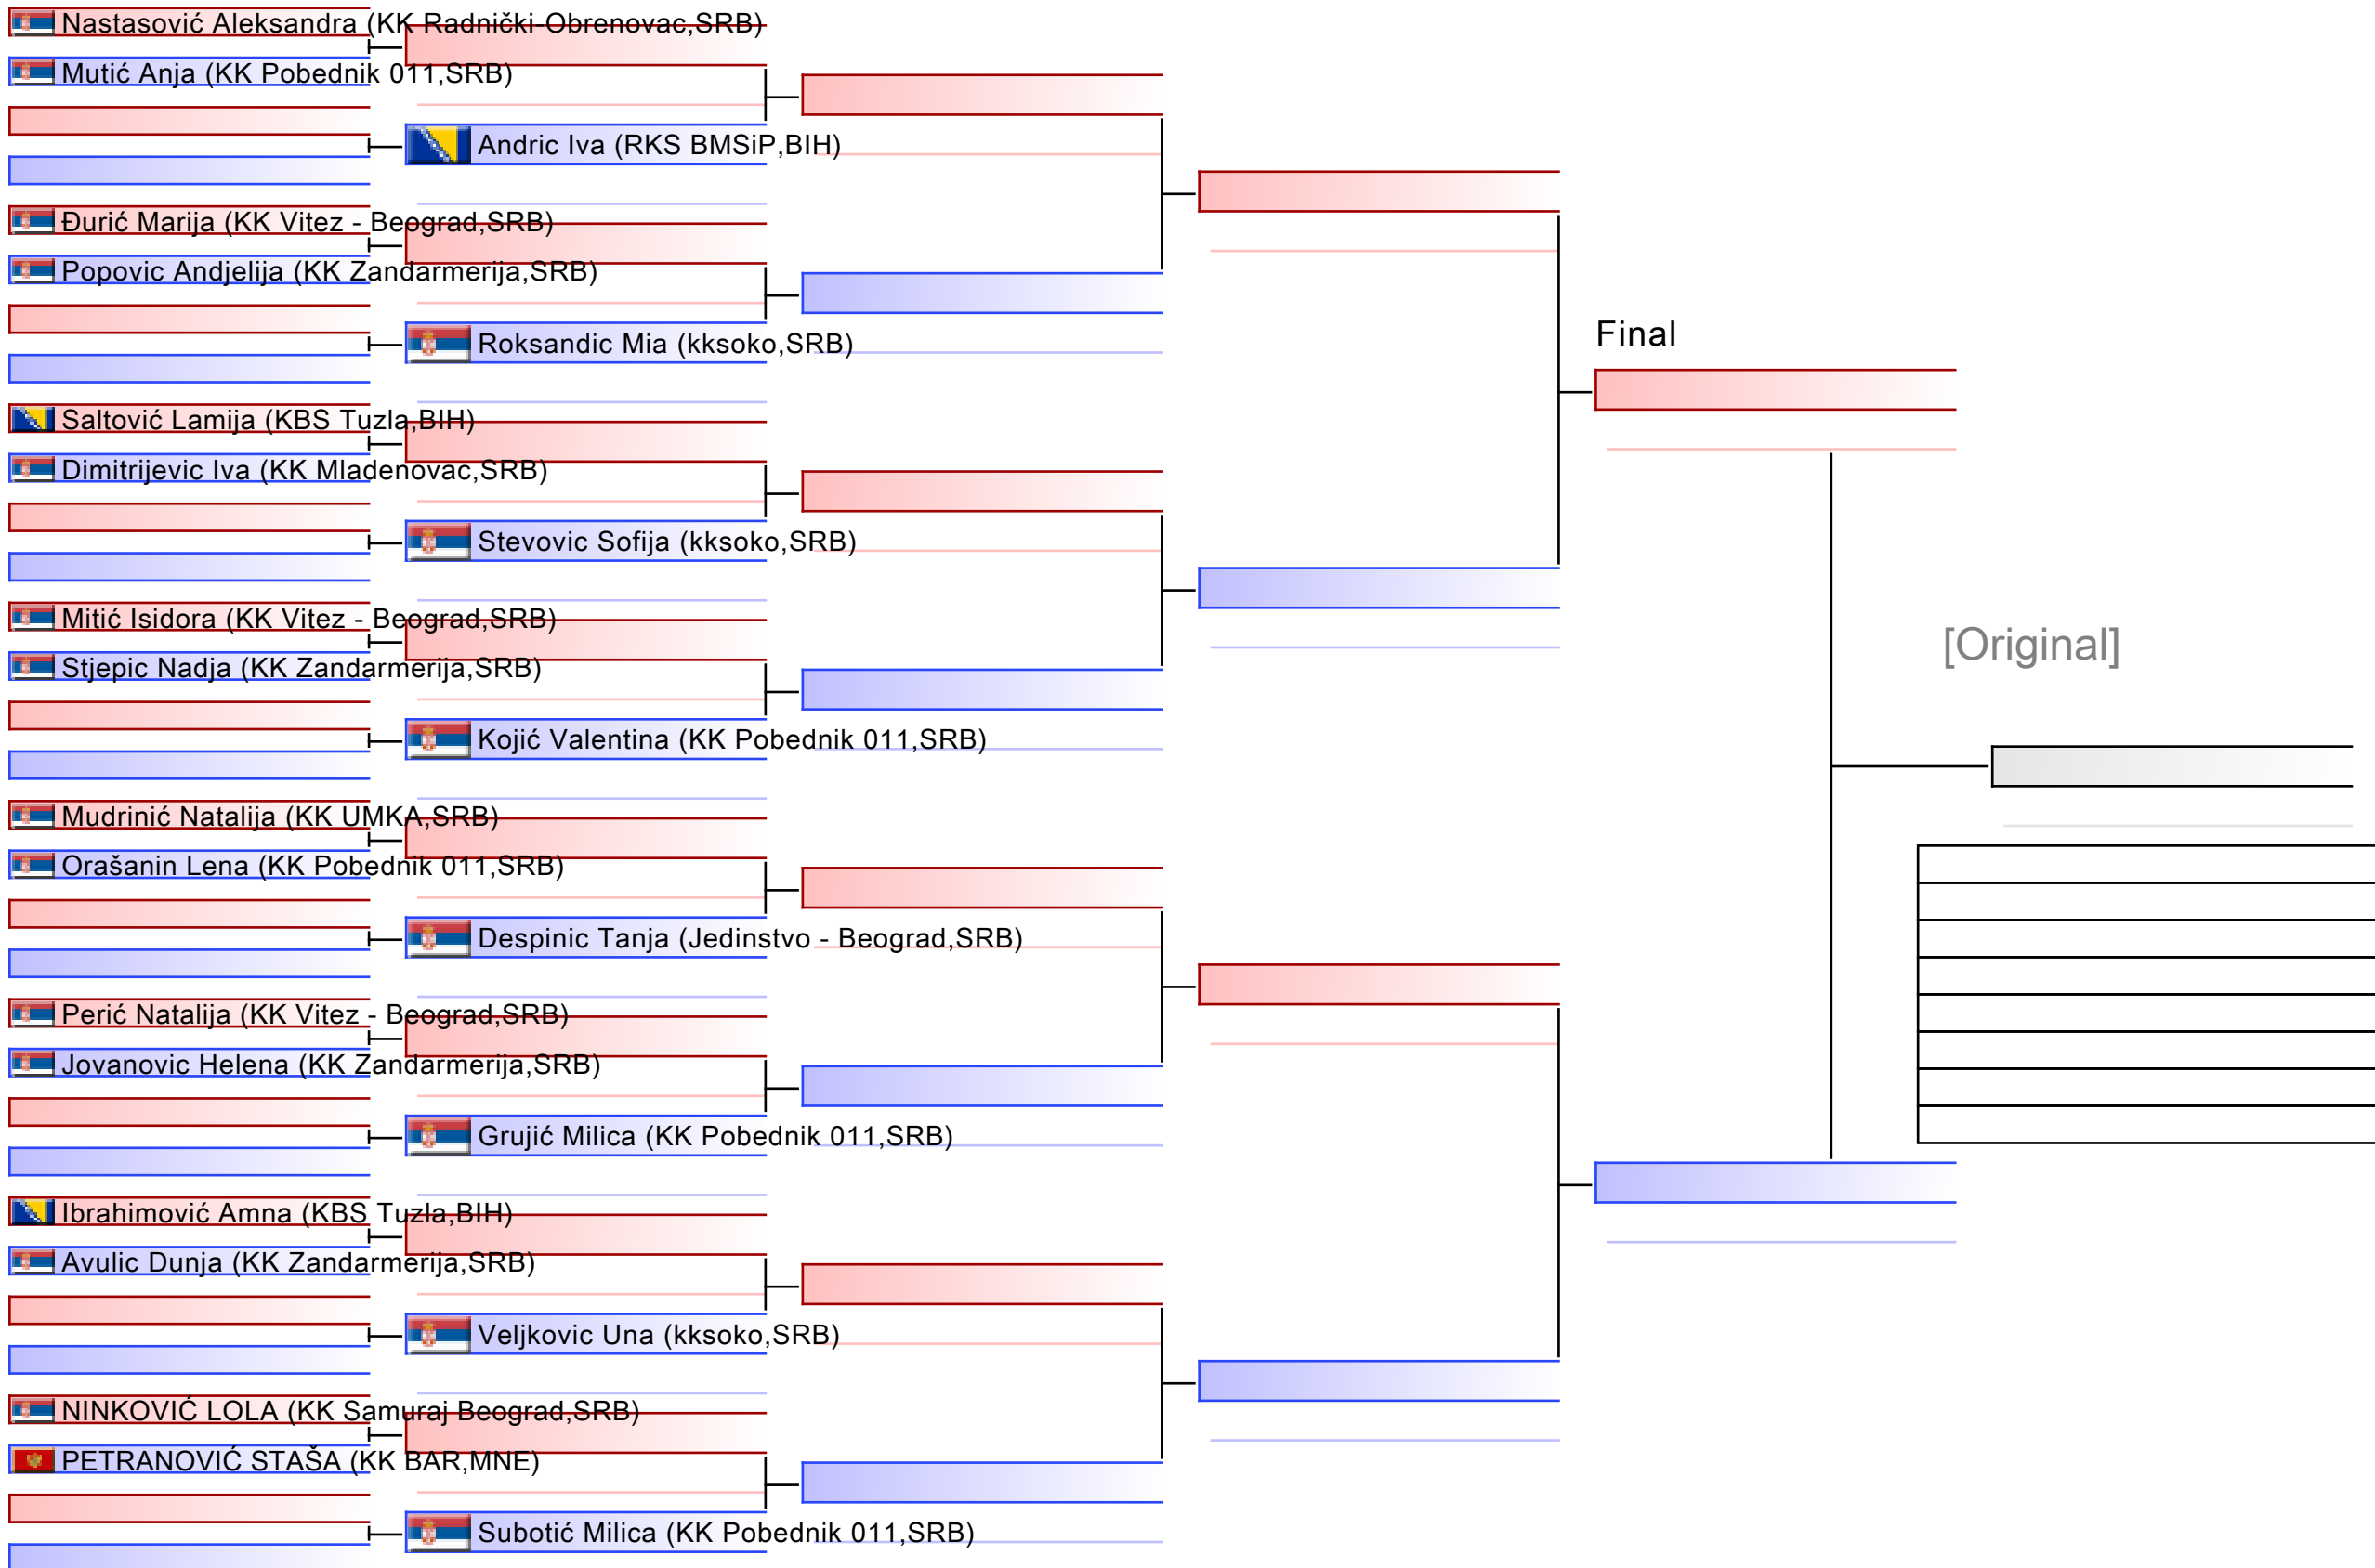 Nastasović Aleksandra (KK Radnički-Obrenovac,SRB)
Mutić Anja (KK Pobednik 011,SRB)
Andric Iva (RKS BMSiP,BIH)
Đurić Marija (KK Vitez - Beograd,SRB)
Popovic Andjelija (KK Zandarmerija,SRB)
Roksandic Mia (kksoko,SRB)
Final
Saltović Lamija (KBS Tuzla,BIH)
Dimitrijevic Iva (KK Mladenovac,SRB)
Stevovic Sofija (kksoko,SRB)
Mitić Isidora (KK Vitez - Beograd,SRB)
[Original]
Stjepic Nadja (KK Zandarmerija,SRB)
Kojić Valentina (KK Pobednik 011,SRB)
Mudrinić Natalija (KK UMKA,SRB)
Orašanin Lena (KK Pobednik 011,SRB)
Despinic Tanja (Jedinstvo - Beograd,SRB)
Perić Natalija (KK Vitez - Beograd,SRB)
Jovanovic Helena (KK Zandarmerija,SRB)
Grujić Milica (KK Pobednik 011,SRB)
Ibrahimović Amna (KBS Tuzla,BIH)
Avulic Dunja (KK Zandarmerija,SRB)
Veljkovic Una (kksoko,SRB)
NINKOVIĆ LOLA (KK Samuraj Beograd,SRB)
PETRANOVIĆ STAŠA (KK BAR,MNE)
Subotić Milica (KK Pobednik 011,SRB)